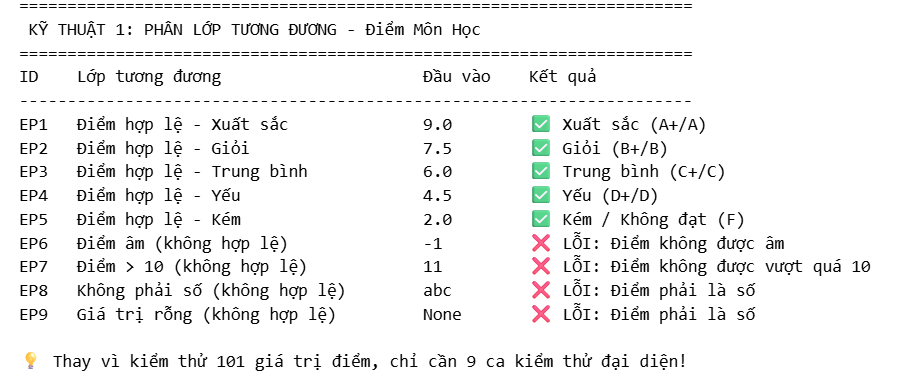 ======================================================================
KỸ THUẬT 1: PHÂN LỚP TƯƠNG ĐƯƠNG - Điểm Môn Học
======================================================================
ID    Lớp tương đương                     Đầu vào    Kết quả
----------------------------------------------------------------------
EP1   Điểm hợp lệ - Xuất sắc              9.0        ✅ Xuất sắc (A+/A)
EP2   Điểm hợp lệ - Giỏi                  7.5        ✅ Giỏi (B+/B)
EP3   Điểm hợp lệ - Trung bình            6.0        ✅ Trung bình (C+/C)
EP4   Điểm hợp lệ - Yếu                   4.5        ✅ Yếu (D+/D)
EP5   Điểm hợp lệ - Kém                   2.0        ✅ Kém / Không đạt (F)
EP6   Điểm âm (không hợp lệ)              -1         ❌ LỖI: Điểm không được âm
EP7   Điểm > 10 (không hợp lệ)            11         ❌ LỖI: Điểm không được vượt quá 10
EP8   Không phải số (không hợp lệ)        abc        ❌ LỖI: Điểm phải là số
EP9   Giá trị rỗng (không hợp lệ)         None       ❌ LỖI: Điểm phải là số
💡 Thay vì kiểm thử 101 giá trị điểm, chỉ cần 9 ca kiểm thử đại diện!